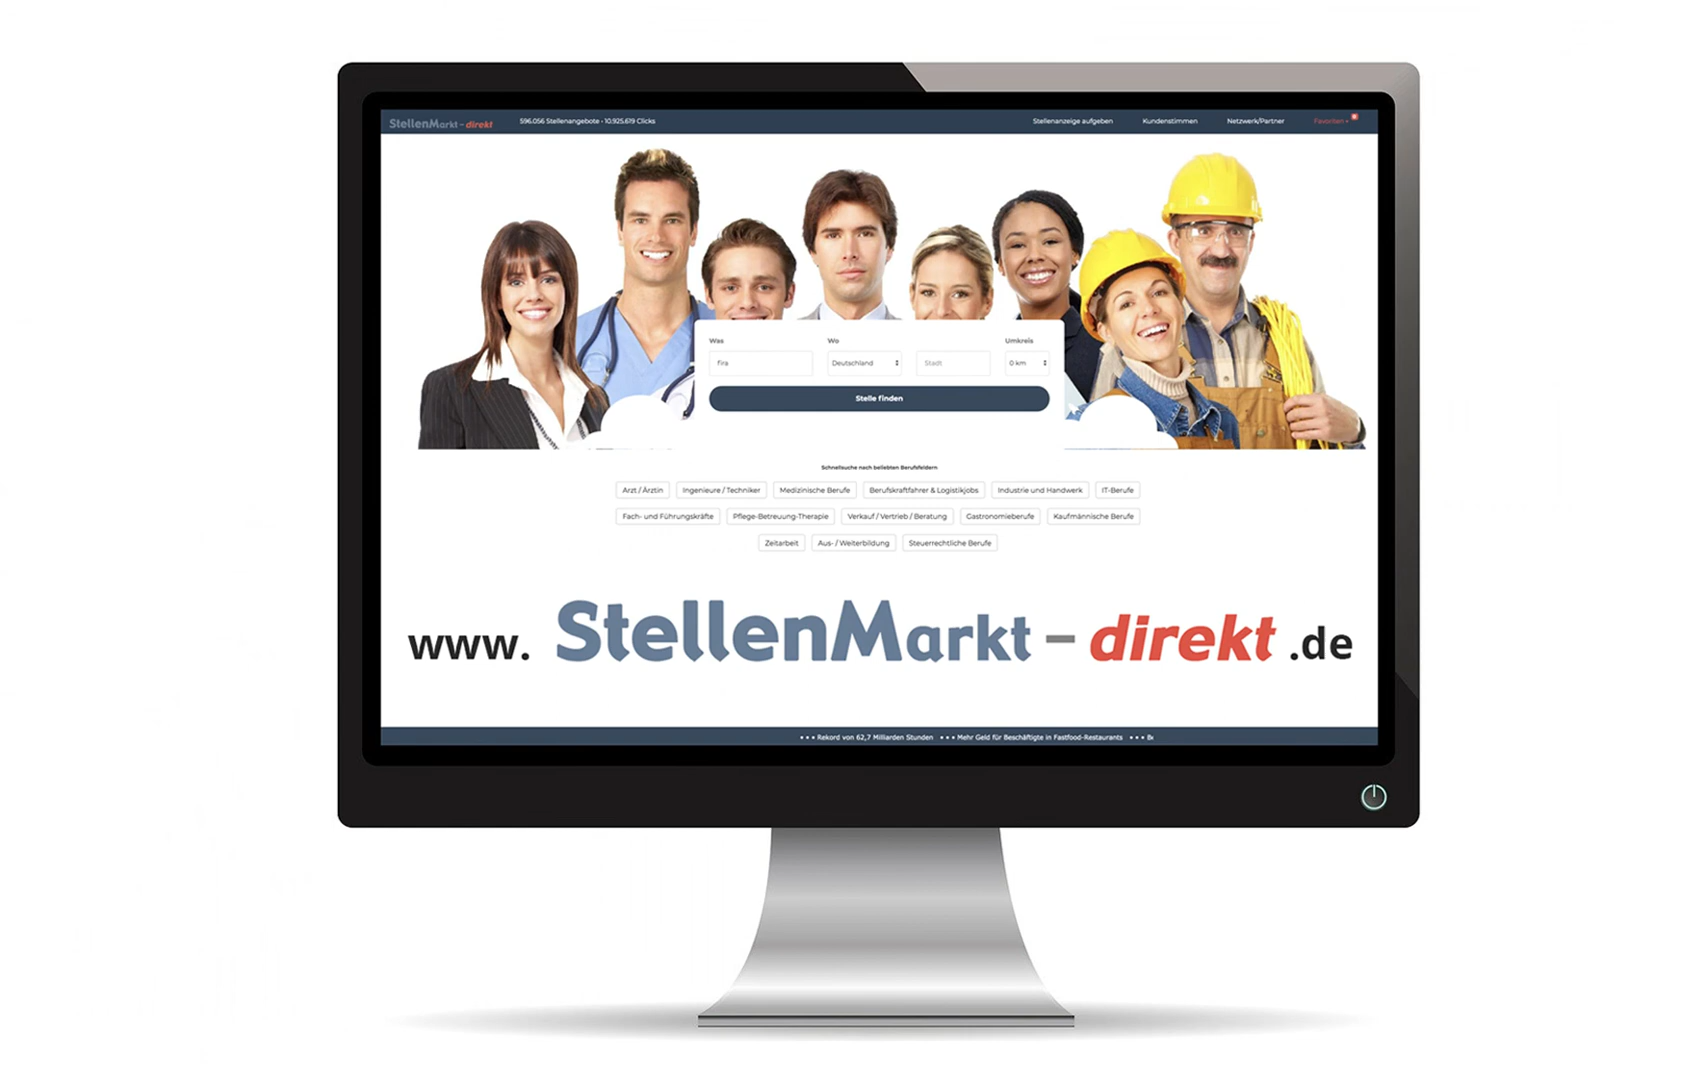 StellenMarkt - direkt 596.056 Stellenangebote - 10.925.619 Clicks Stellenanzeige aufgeben Kundenstimmen Netzwerk/Partner Favoriten
Was Wo Umkreis
fira Deutschland Stadt 0 km
Stelle finden
Schnellsuche nach beliebten Berufsfeldern
Arzt / Ärztin Ingenieure / Techniker Medizinische Berufe Berufskraftfahrer & Logistikjobs Industrie und Handwerk IT-Berufe
Fach- und Führungskräfte Pflege-Betreuung-Therapie Verkauf / Vertrieb / Beratung Gastronomieberufe Kaufmännische Berufe
Zeitarbeit Aus- / Weiterbildung Steuerrechtliche Berufe
www. StellenMarkt - direkt .de
• • • Rekord von 62,7 Milliarden Stunden • • • Mehr Geld für Beschäftigte in Fastfood-Restaurants • • •